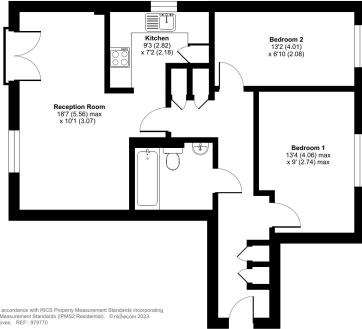 Kitchen
9'3 (2.82)
x 7'2 (2.18)
Bedroom 2
13'2 (4.01)
x 6'10 (2.08)
Reception Room
18'7 (5.56) max
x 10'1 (3.07)
Bedroom 1
13'4 (4.06) max
x 9' (2.74) max
accordance with RICS Property Measurement Standards incorporating
Measurement Standards (IPMS2 Residential). © nichecom 2023.
REF: 979770